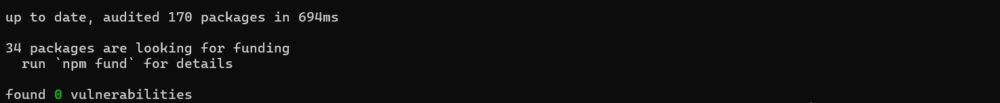 up to date, audited 170 packages in 694ms
34 packages are looking for funding
  run `npm fund` for details
found 0 vulnerabilities